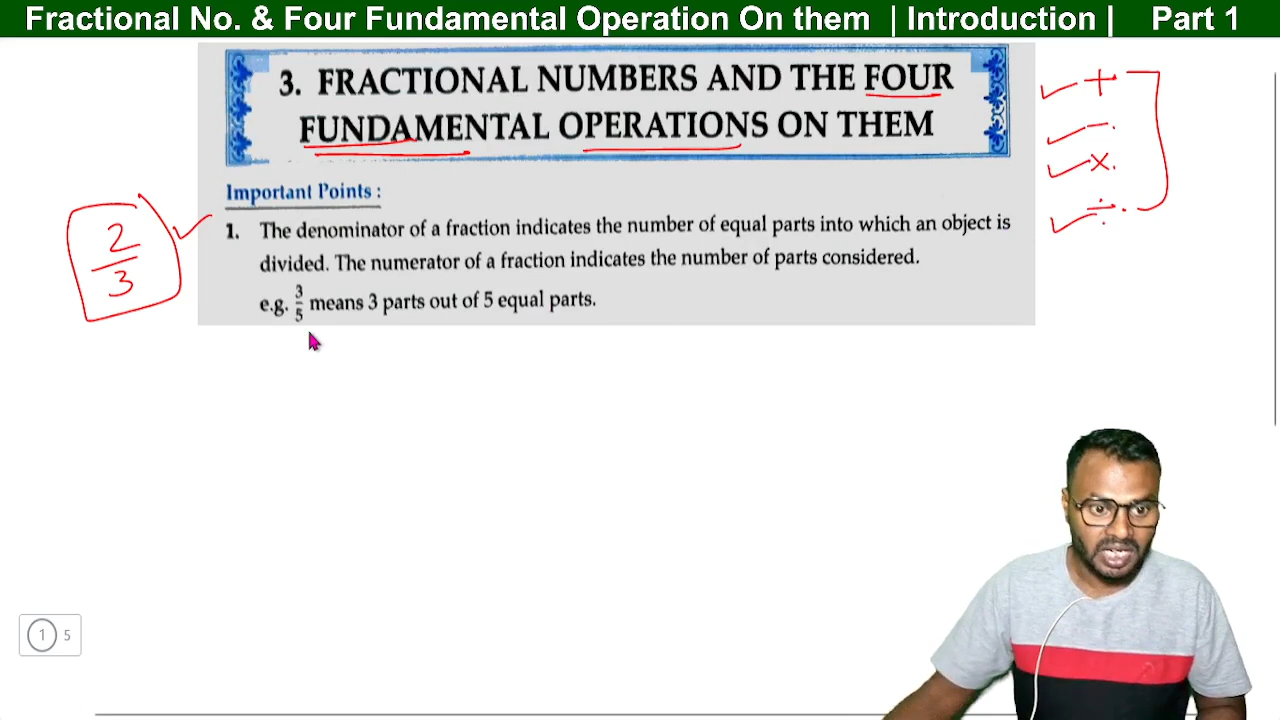 Fractional No. & Four Fundamental Operation On them | Introduction | Part 1
3. FRACTIONAL NUMBERS AND THE FOUR
FUNDAMENTAL OPERATIONS ON THEM
+
-
×
÷
Important Points :
1. The denominator of a fraction indicates the number of equal parts into which an object is
divided. The numerator of a fraction indicates the number of parts considered.
e.g. 3/5 means 3 parts out of 5 equal parts.
2/3
1 5